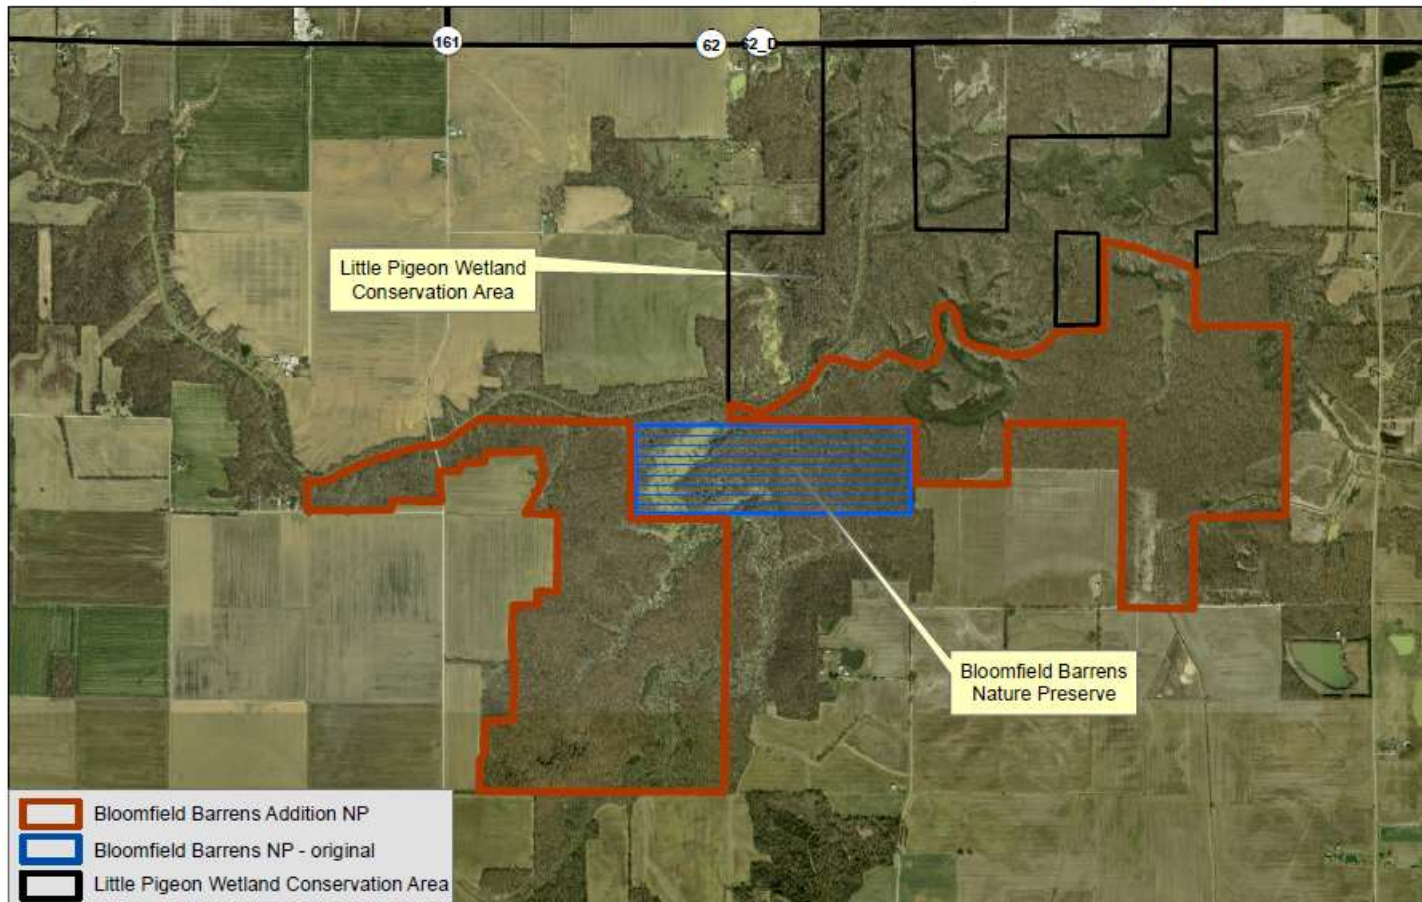 161
62
62_D
Little Pigeon Wetland
Conservation Area
Bloomfield Barrens
Nature Preserve
Bloomfield Barrens Addition NP
Bloomfield Barrens NP - original
Little Pigeon Wetland Conservation Area